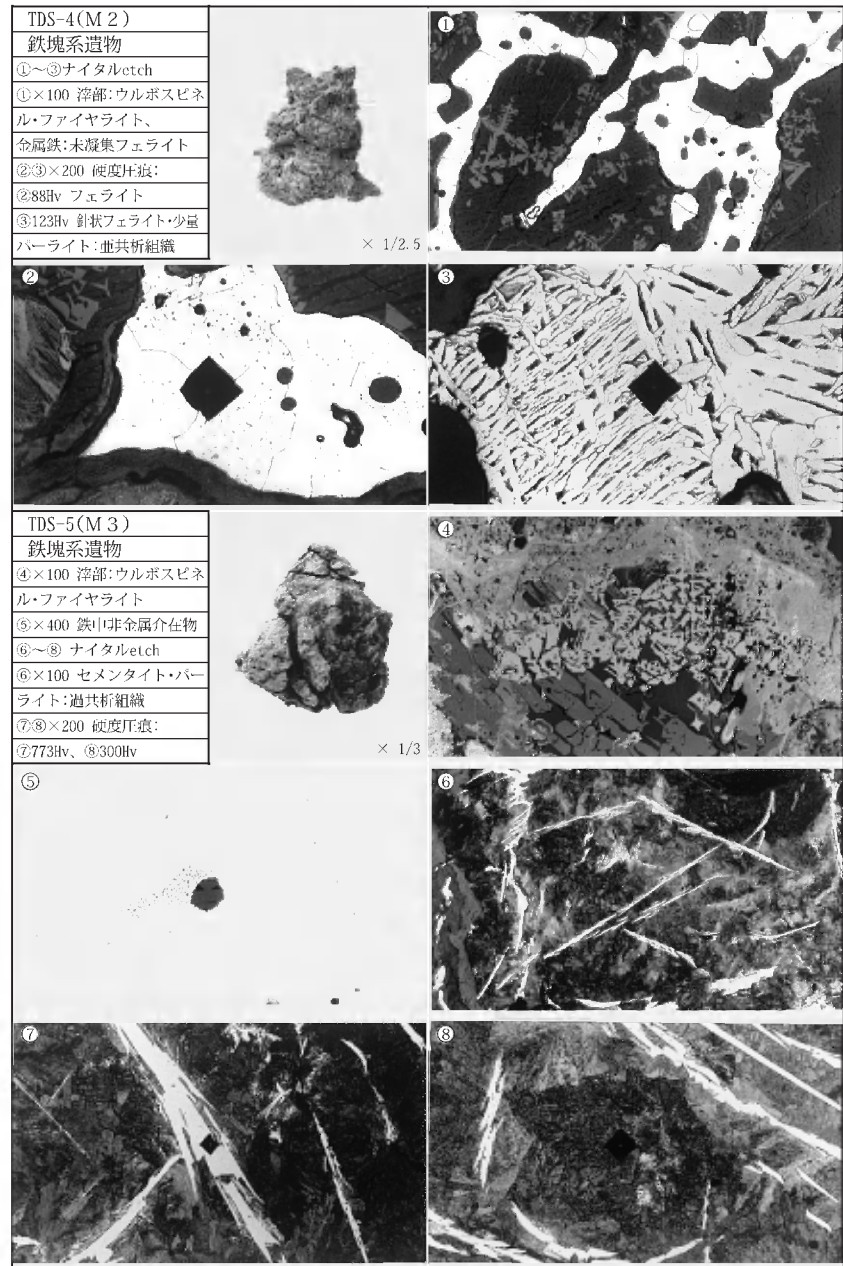 TDS-4(M2)
鉄塊系遺物
①~③ナイタルetch
①×100 滓部:ウルボスピネ
ル・ファイヤライト、
金属鉄:未凝集フェライト
②③×200 硬度圧痕:
②88Hv フェライト
③123Hv 針状フェライト・少量
パーライト:亜共析組織
× 1/2.5
①
②
③
TDS-5(M3)
鉄塊系遺物
④×100 滓部:ウルボスピネ
ル・ファイヤライト
⑤×400 鉄中非金属介在物
⑥~⑧ ナイタルetch
⑥×100 セメンタイト・パー
ライト:過共析組織
⑦⑧×200 硬度圧痕:
⑦773Hv、⑧300Hv
× 1/3
④
⑤
⑥
⑦
⑧